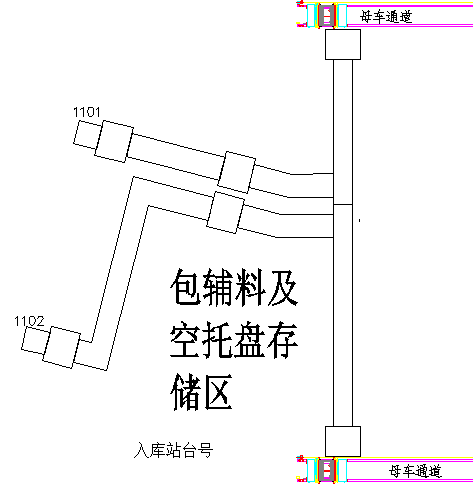 母车通道
1101
包辅料及
空托盘存
储区
1102
入库站台号
母车通道